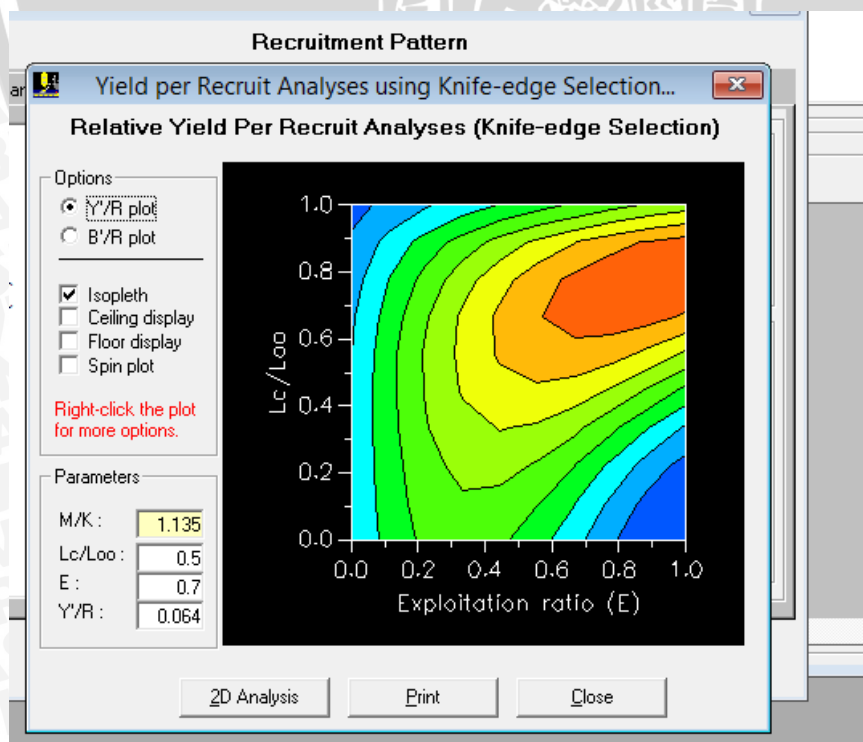 Recruitment Pattern
ar
Yield per Recruit Analyses using Knife-edge Selection...
Relative Yield Per Recruit Analyses (Knife-edge Selection)
Options
Y'/R plot
B'/R plot
Isopleth
Ceiling display
Floor display
Spin plot
Right-click the plot
for more options.
Parameters
M/K : 1.135
Lc/Loo : 0.5
E : 0.7
Y'/R : 0.064
1.0
0.8
0.6
0.4
0.2
0.0
Lc/Loo
0.0 0.2 0.4 0.6 0.8 1.0
Exploitation ratio (E)
2D Analysis Print Close